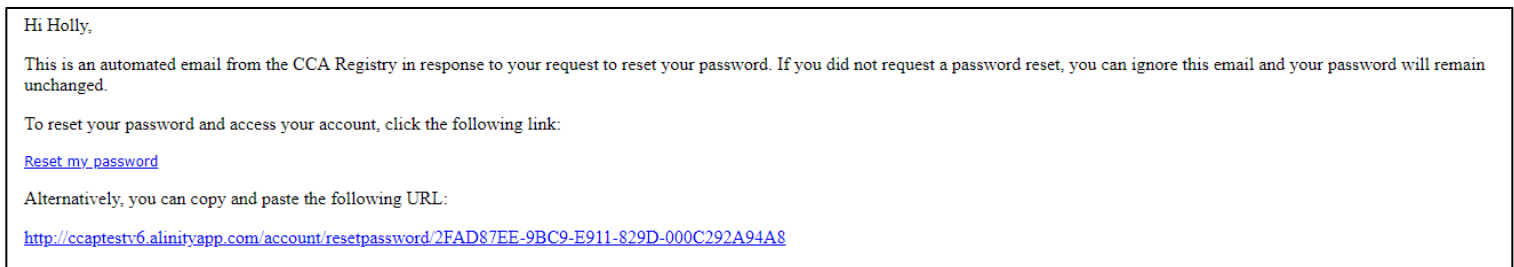 Hi Holly,
This is an automated email from the CCA Registry in response to your request to reset your password. If you did not request a password reset, you can ignore this email and your password will remain
unchanged.
To reset your password and access your account, click the following link:
Reset my password
Alternatively, you can copy and paste the following URL:
http://ccaptestv6.alinityapp.com/account/resetpassword/2FAD87EE-9BC9-E911-829D-000C292A94A8